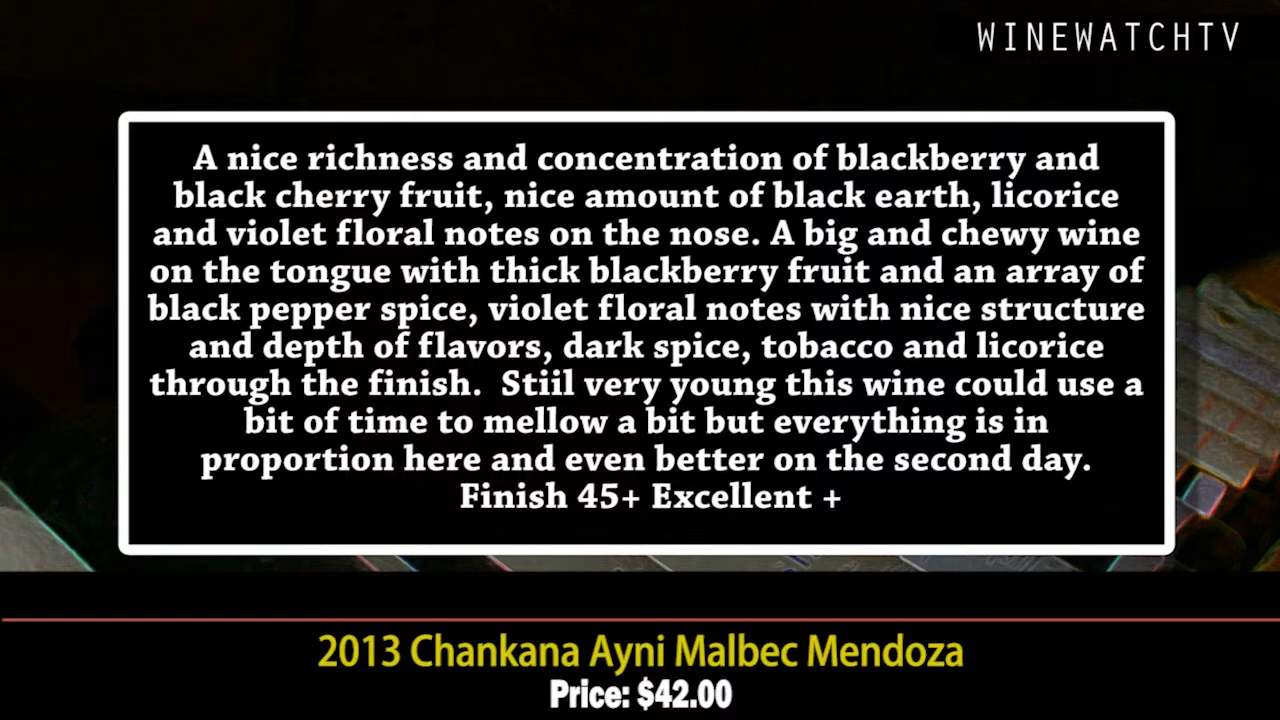 WINEWATCHTV
A nice richness and concentration of blackberry and
black cherry fruit, nice amount of black earth, licorice
and violet floral notes on the nose. A big and chewy wine
on the tongue with thick blackberry fruit and an array of
black pepper spice, violet floral notes with nice structure
and depth of flavors, dark spice, tobacco and licorice
through the finish.  Stiil very young this wine could use a
bit of time to mellow a bit but everything is in
proportion here and even better on the second day.
Finish 45+ Excellent +
2013 Chankana Ayni Malbec Mendoza
Price: $42.00